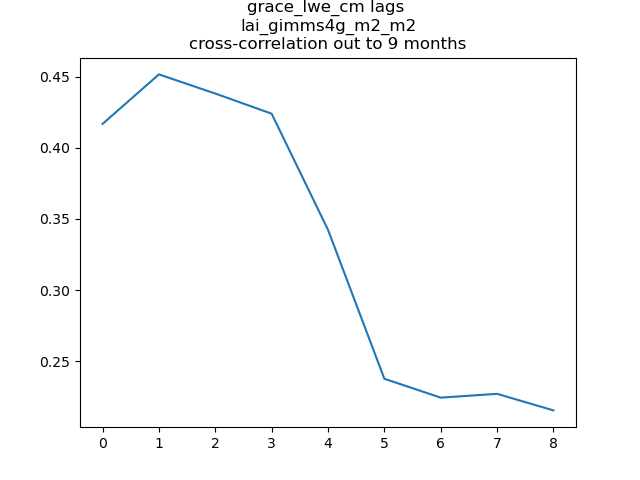 grace_lwe_cm lags
lai_gimms4g_m2_m2
cross-correlation out to 9 months
0.45
0.40
0.35
0.30
0.25
0 1 2 3 4 5 6 7 8